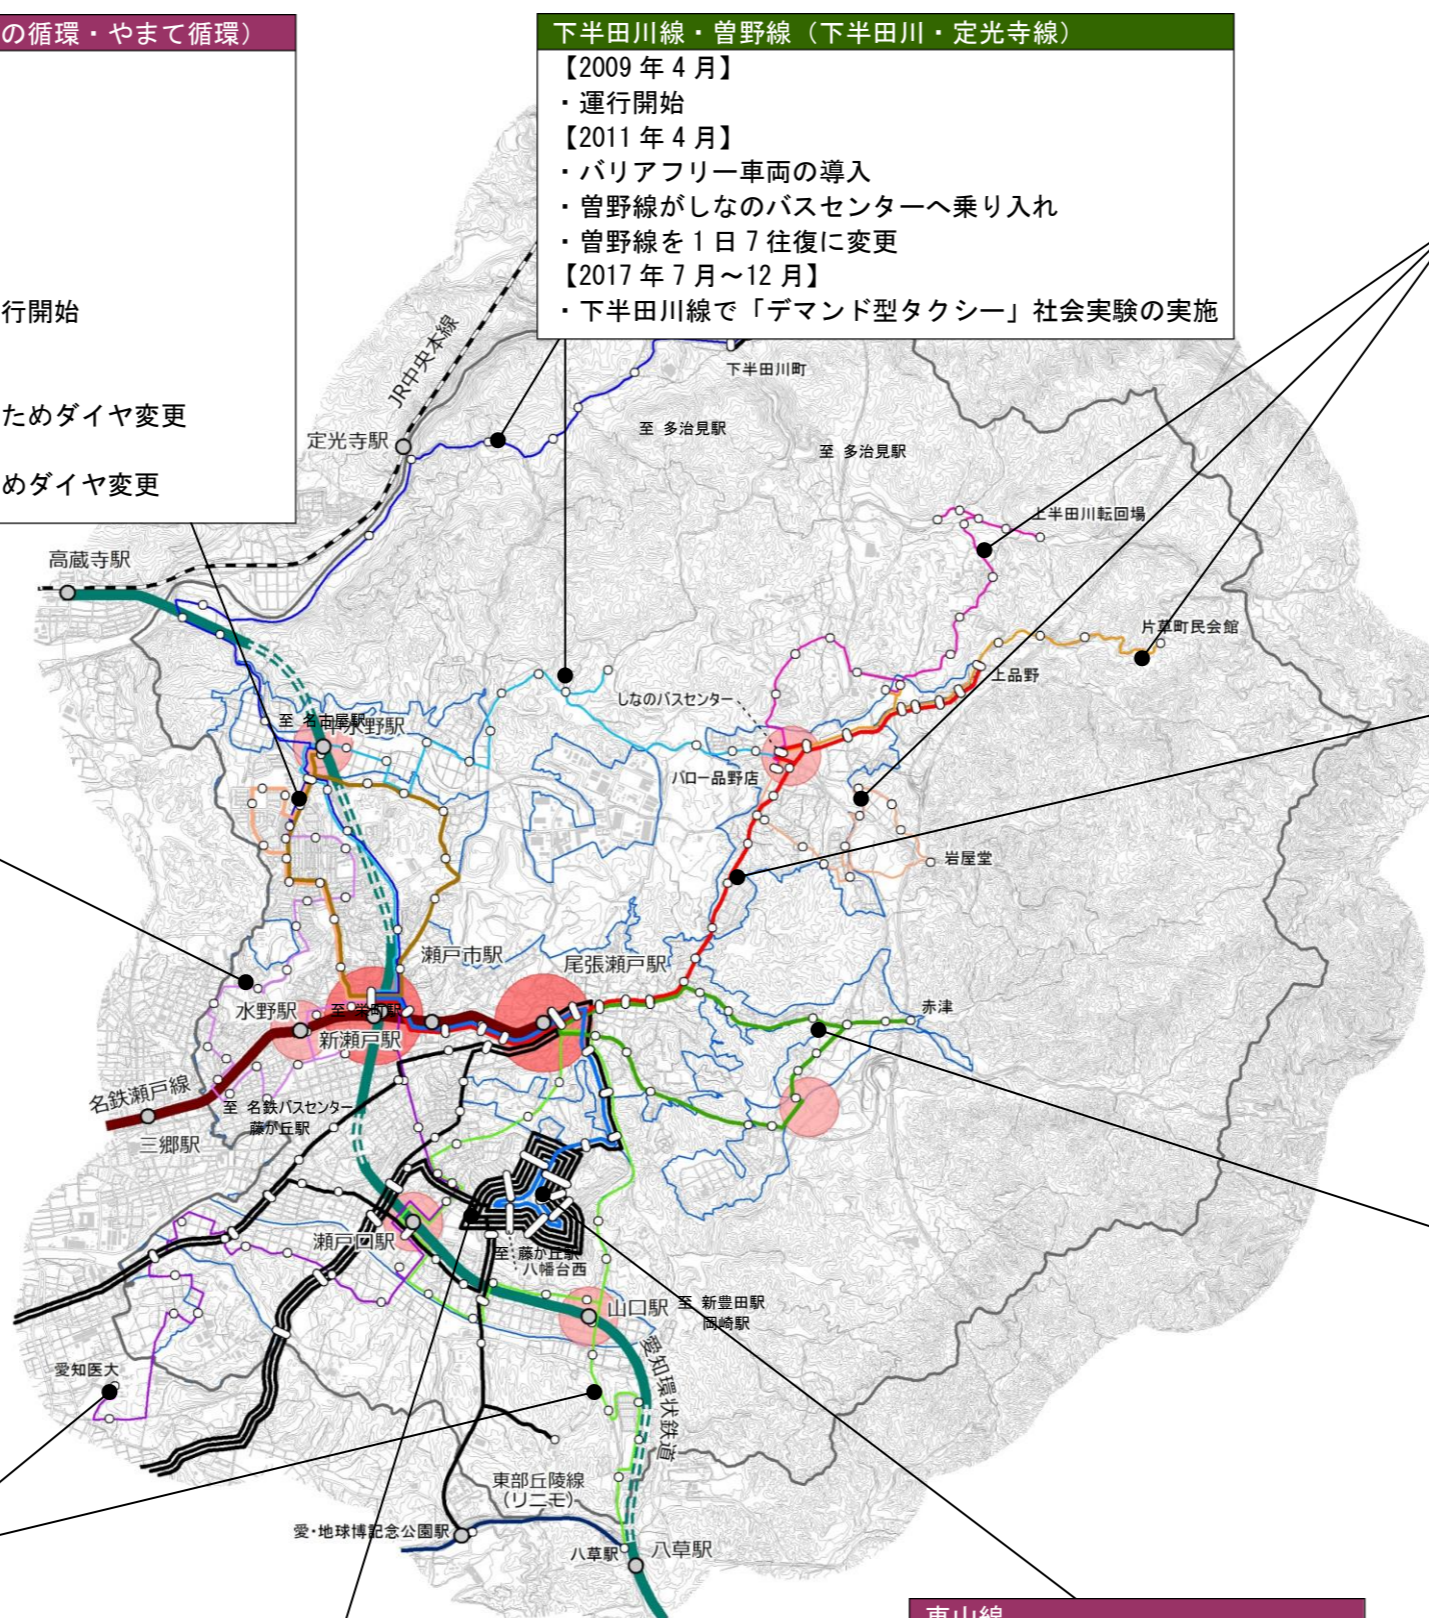 の循環・やまて循環）
行開始
ためダイヤ変更
めダイヤ変更
下半田川線・曽野線（下半田川・定光寺線）
【2009 年 4 月】
・運行開始
【2011 年 4 月】
・バリアフリー車両の導入
・曽野線がしなのバスセンターへ乗り入れ
・曽野線を 1 日 7 往復に変更
【2017 年 7 月～12 月】
・下半田川線で「デマンド型タクシー」社会実験の実施
JR中央本線
下半田川町
定光寺駅
至 多治見駅
至 多治見駅
上半田川転回場
高蔵寺駅
片草町民会館
上品野
しなのバスセンター
至 名古屋駅
中水野駅
バロー品野店
岩屋堂
瀬戸市駅
尾張瀬戸駅
水野駅
至 栄町駅
赤津
新瀬戸駅
名鉄瀬戸線
至 名鉄バスセンター
藤が丘駅
三郷駅
瀬戸口駅
至 藤が丘駅
八幡台西
山口駅
至 新豊田駅
岡崎駅
愛知環状鉄道
愛知医大
東部丘陵線
（リニモ）
愛・地球博記念公園駅
八草駅
八草駅